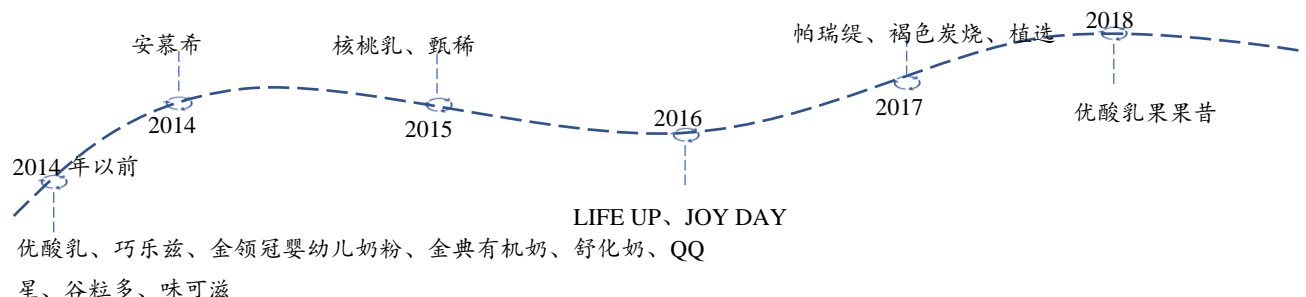 2018
帕瑞缇、褐色炭烧、植选
安慕希
核桃乳、甄稀
2014
2015
2016
2017
优酸乳果果昔
2014 年以前
LIFE UP、JOY DAY
优酸乳、巧乐兹、金领冠婴幼儿奶粉、金典有机奶、舒化奶、QQ
星、谷粒多、味可滋